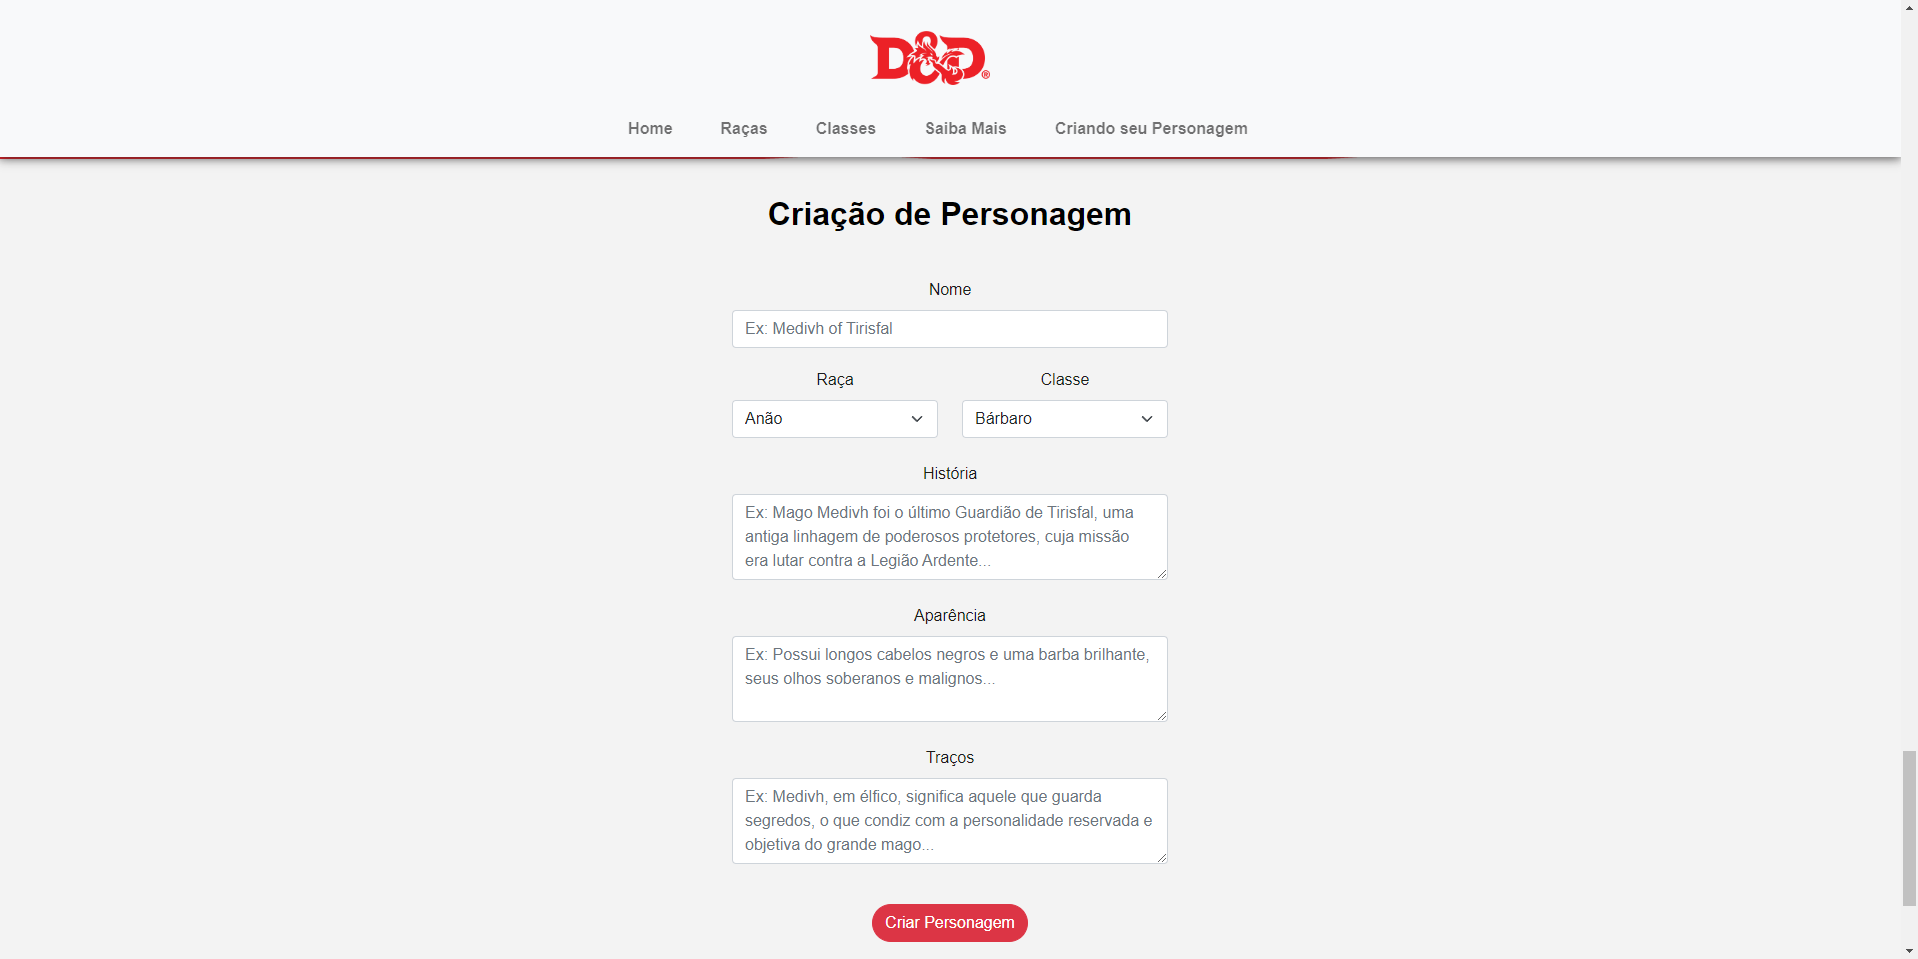 D&D®
Home Raças Classes Saiba Mais Criando seu Personagem
Criação de Personagem
Nome
Ex: Medivh of Tirisfal
Raça Classe
Anão Bárbaro
História
Ex: Mago Medivh foi o último Guardião de Tirisfal, uma
antiga linhagem de poderosos protetores, cuja missão
era lutar contra a Legião Ardente...
Aparência
Ex: Possui longos cabelos negros e uma barba brilhante,
seus olhos soberanos e malignos...
Traços
Ex: Medivh, em élfico, significa aquele que guarda
segredos, o que condiz com a personalidade reservada e
objetiva do grande mago...
Criar Personagem